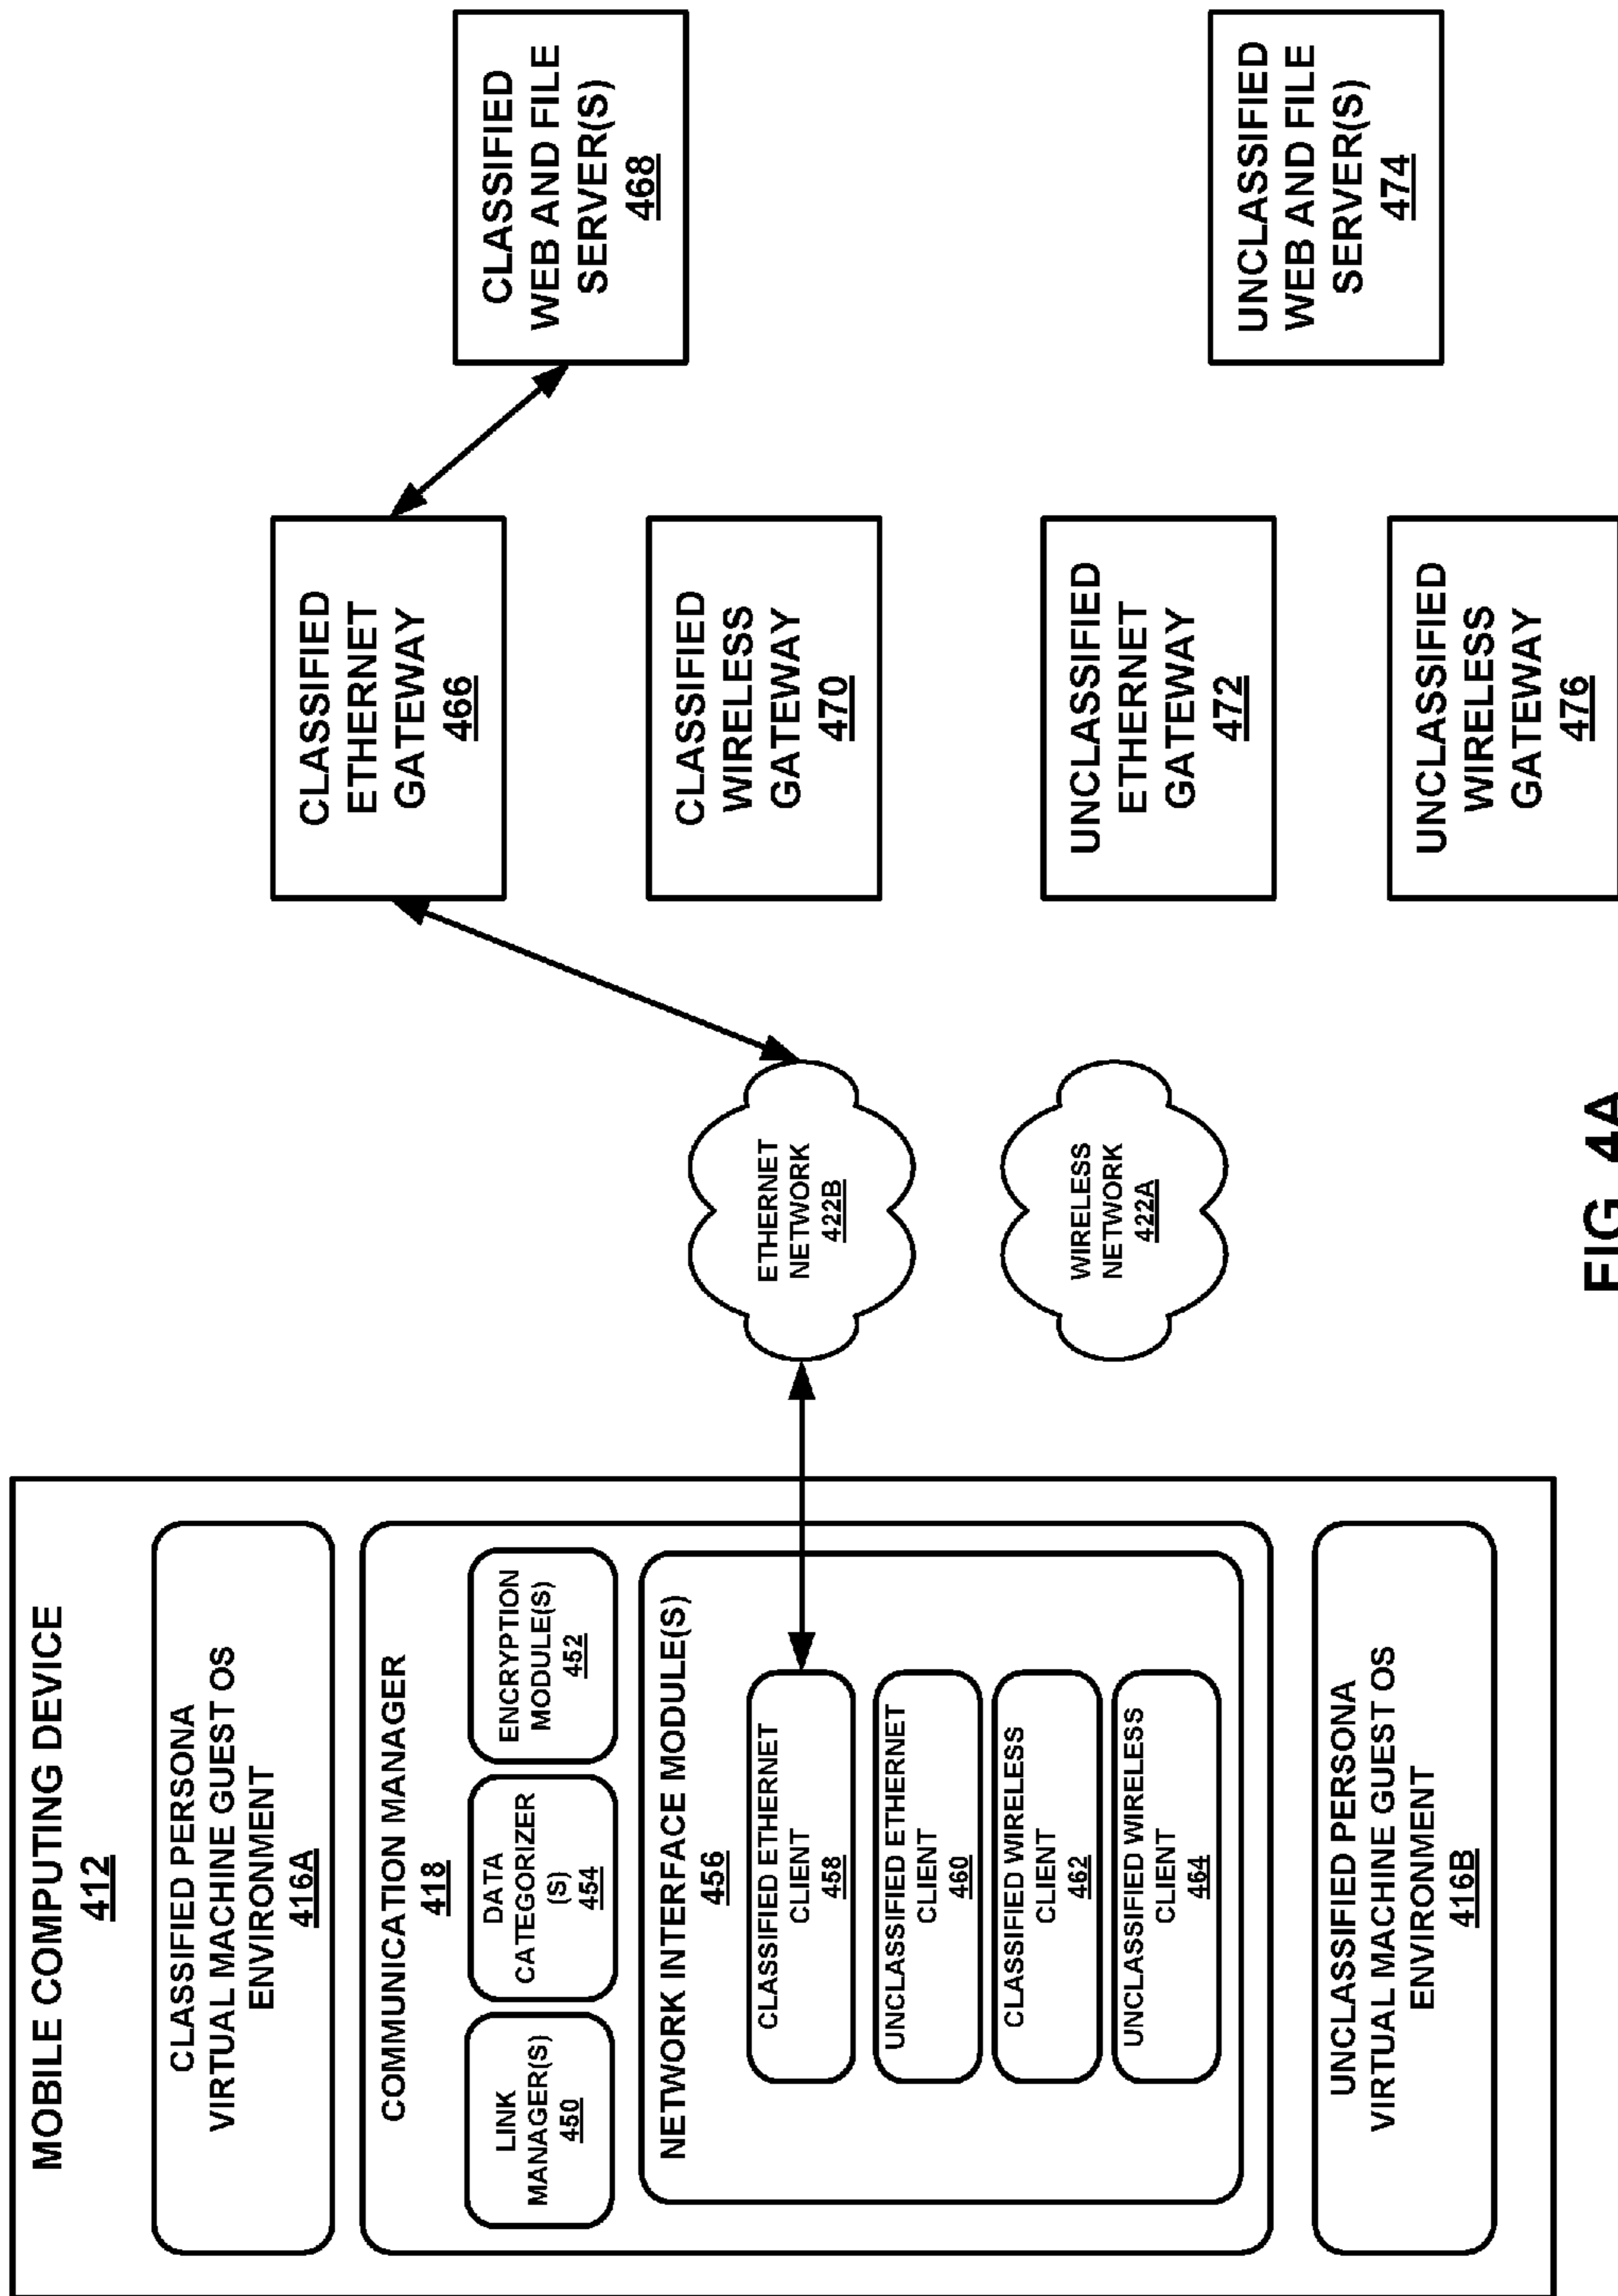 MOBILE COMPUTING DEVICE
412
CLASSIFIED PERSONA
VIRTUAL MACHINE GUEST OS
ENVIRONMENT
416A
COMMUNICATION MANAGER
418
LINK
MANAGER(S)
450
DATA
CATEGORIZER
(S)
454
ENCRYPTION
MODULE(S)
452
NETWORK INTERFACE MODULE(S)
456
CLASSIFIED ETHERNET
CLIENT
458
UNCLASSIFIED ETHERNET
CLIENT
460
CLASSIFIED WIRELESS
CLIENT
462
UNCLASSIFIED WIRELESS
CLIENT
464
UNCLASSIFIED PERSONA
VIRTUAL MACHINE GUEST OS
ENVIRONMENT
416B
ETHERNET
NETWORK
422B
WIRELESS
NETWORK
422A
CLASSIFIED
ETHERNET
GATEWAY
466
CLASSIFIED
WIRELESS
GATEWAY
470
UNCLASSIFIED
ETHERNET
GATEWAY
472
UNCLASSIFIED
WIRELESS
GATEWAY
476
CLASSIFIED
WEB AND FILE
SERVER(S)
468
UNCLASSIFIED
WEB AND FILE
SERVER(S)
474
FIG. 4A